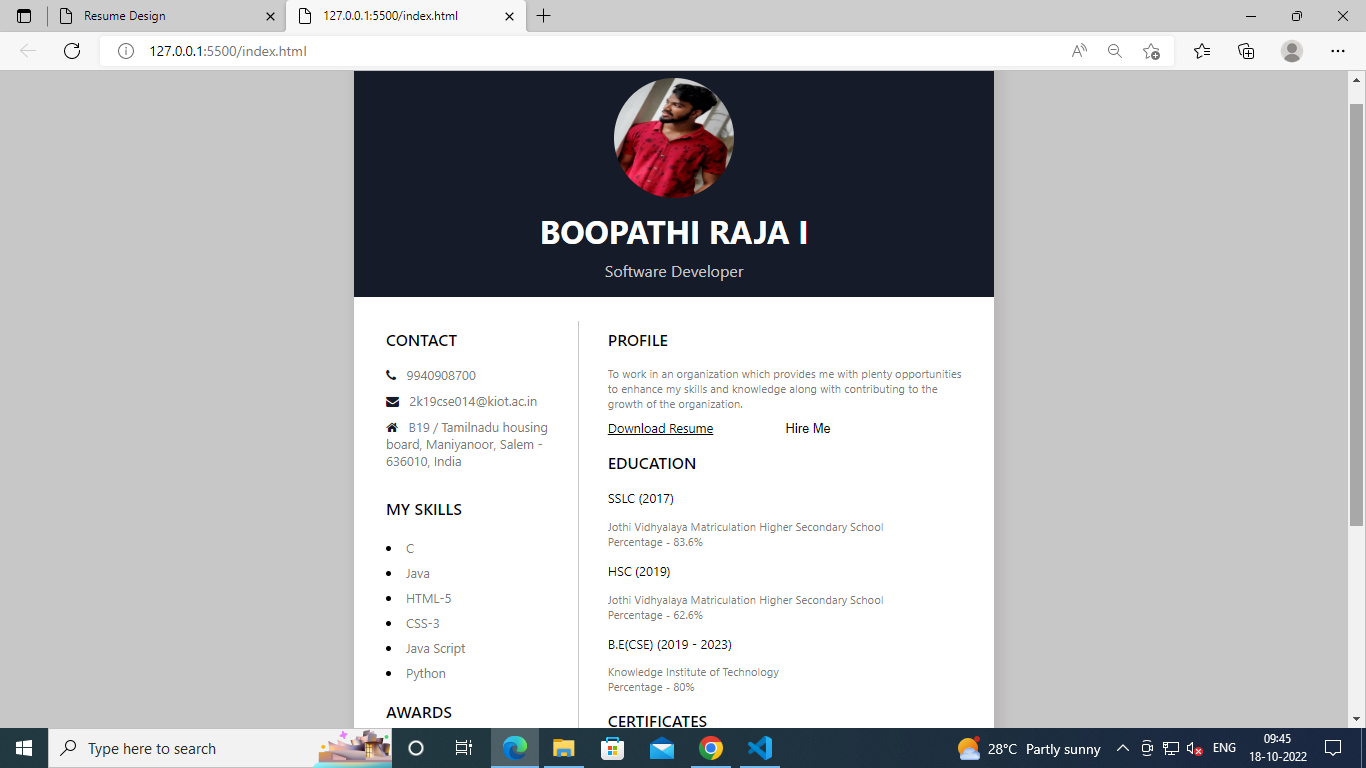 Resume Design
127.0.0.1:5500/index.html
127.0.0.1:5500/index.html
BOOPATHI RAJA I
Software Developer
CONTACT
9940908700
2k19cse014@kiot.ac.in
B19 / Tamilnadu housing
board, Maniyanoor, Salem -
636010, India
MY SKILLS
C
Java
HTML-5
CSS-3
Java Script
Python
AWARDS
PROFILE
To work in an organization which provides me with plenty opportunities
to enhance my skills and knowledge along with contributing to the
growth of the organization.
Download Resume Hire Me
EDUCATION
SSLC (2017)
Jothi Vidhyalaya Matriculation Higher Secondary School
Percentage - 83.6%
HSC (2019)
Jothi Vidhyalaya Matriculation Higher Secondary School
Percentage - 62.6%
B.E(CSE) (2019 - 2023)
Knowledge Institute of Technology
Percentage - 80%
CERTIFICATES
Type here to search
28°C Partly sunny
ENG
09:45
18-10-2022